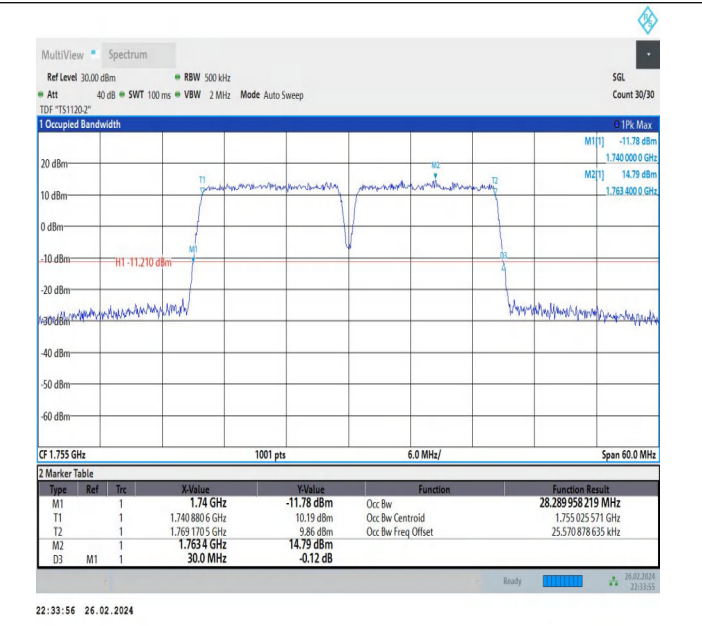 R S
MultiView Spectrum
Ref Level 30.00 dBm RBW 500 kHz SGL
Att 40 dB SWT 100 ms VBW 2 MHz Mode Auto Sweep Count 30/30
TDF "TS1120-2"
1 Occupied Bandwidth 1Pk Max
M1[1] -11.78 dBm
1.740 000 0 GHz
M2[1] 14.79 dBm
1.763 400 0 GHz
20 dBm
M2
T1 T2
10 dBm
0 dBm
M1 D3
-10 dBm H1 -11.210 dBm
-20 dBm
-30 dBm
-40 dBm
-50 dBm
-60 dBm
CF 1.755 GHz 1001 pts 6.0 MHz/ Span 60.0 MHz
2 Marker Table
Type Ref Trc X-Value Y-Value Function Function Result
M1 1 1.74 GHz -11.78 dBm Occ Bw 28.289 958 219 MHz
T1 1 1.740 880 6 GHz 10.19 dBm Occ Bw Centroid 1.755 025 571 GHz
T2 1 1.769 170 5 GHz 9.86 dBm Occ Bw Freq Offset 25.570 878 635 kHz
M2 1 1.763 4 GHz 14.79 dBm
D3 M1 1 30.0 MHz -0.12 dB
Ready 26.02.2024
22:33:55
22:33:56 26.02.2024